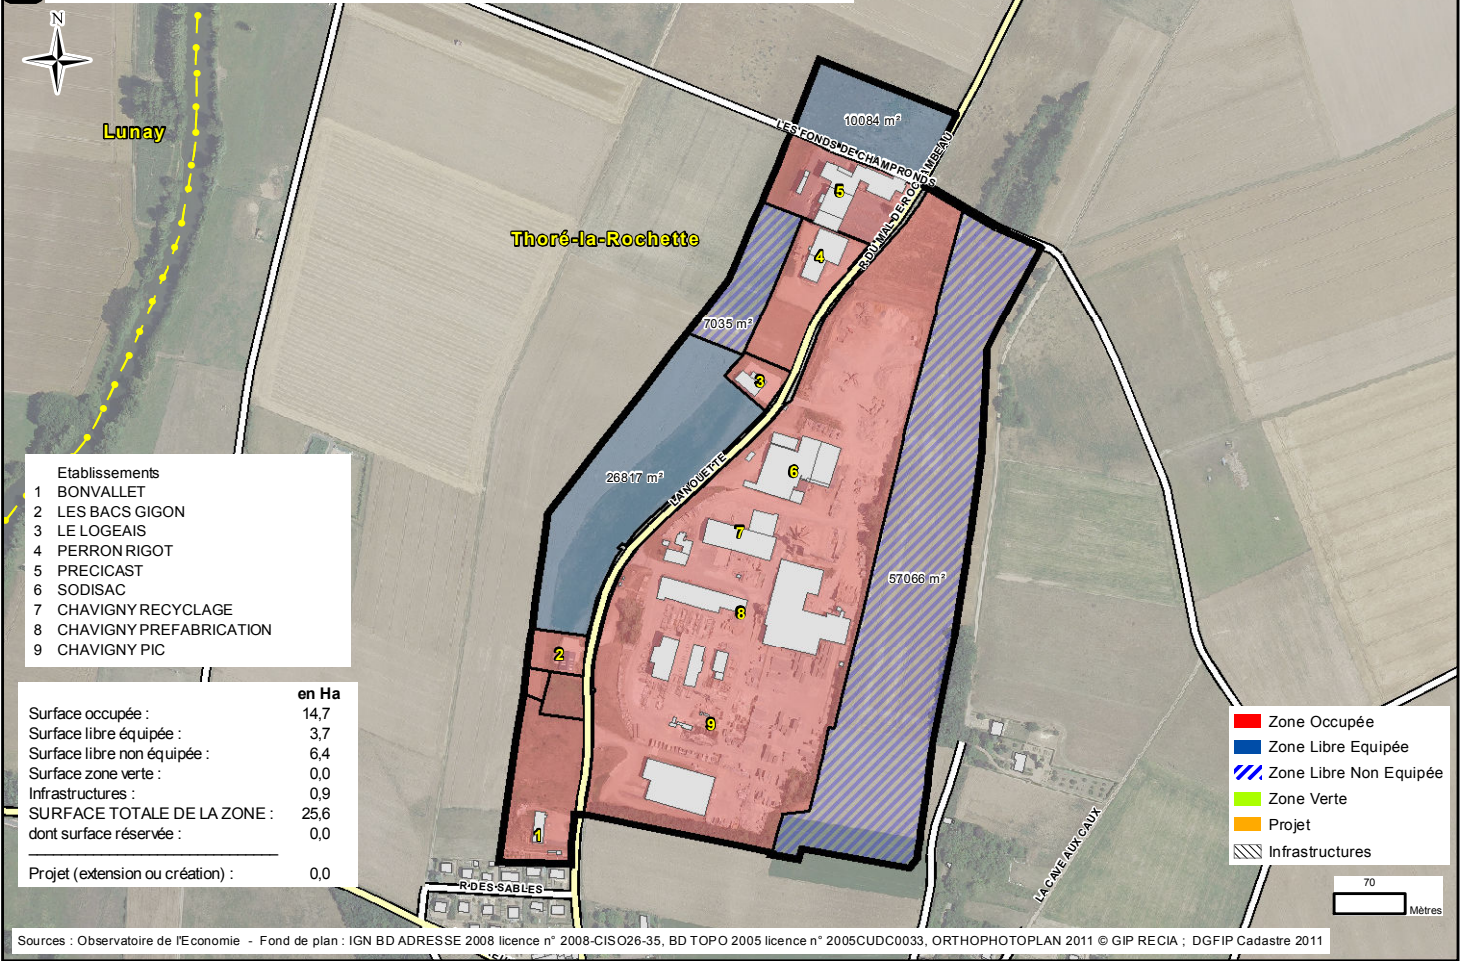 N
Lunay
Thoré-la-Rochette
10084 m²
LES FONDS DE CHAMPRONDS
R DU MAL DE ROCHAMBEAU
5
4
7035 m²
3
26817 m²
LA NOUETTE
6
7
57066 m²
8
2
9
1
R DES SABLES
LA CAVE AUX CAUX
Etablissements
1 BONVALLET
2 LES BACS GIGON
3 LE LOGEAIS
4 PERRON RIGOT
5 PRECICAST
6 SODISAC
7 CHAVIGNY RECYCLAGE
8 CHAVIGNY PREFABRICATION
9 CHAVIGNY PIC
en Ha
Surface occupée : 14,7
Surface libre équipée : 3,7
Surface libre non équipée : 6,4
Surface zone verte : 0,0
Infrastructures : 0,9
SURFACE TOTALE DE LA ZONE : 25,6
dont surface réservée : 0,0
Projet (extension ou création) : 0,0
Zone Occupée
Zone Libre Equipée
Zone Libre Non Equipée
Zone Verte
Projet
Infrastructures
70
Mètres
Sources : Observatoire de l'Economie - Fond de plan : IGN BD ADRESSE 2008 licence n° 2008-CISO26-35, BD TOPO 2005 licence n° 2005CUDC0033, ORTHOPHOTOPLAN 2011 © GIP RECIA ; DGFIP Cadastre 2011